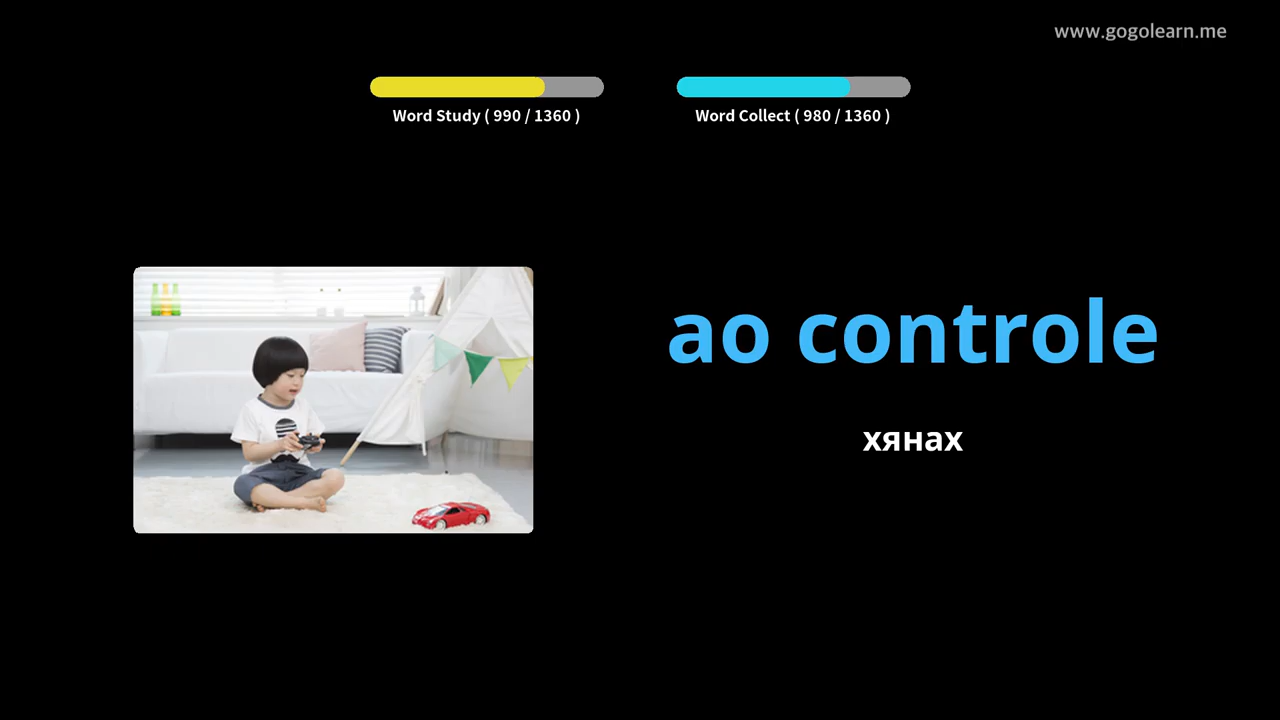 www.gogolearn.me
Word Study ( 990 / 1360 )
Word Collect ( 980 / 1360 )
ao controle
хянах